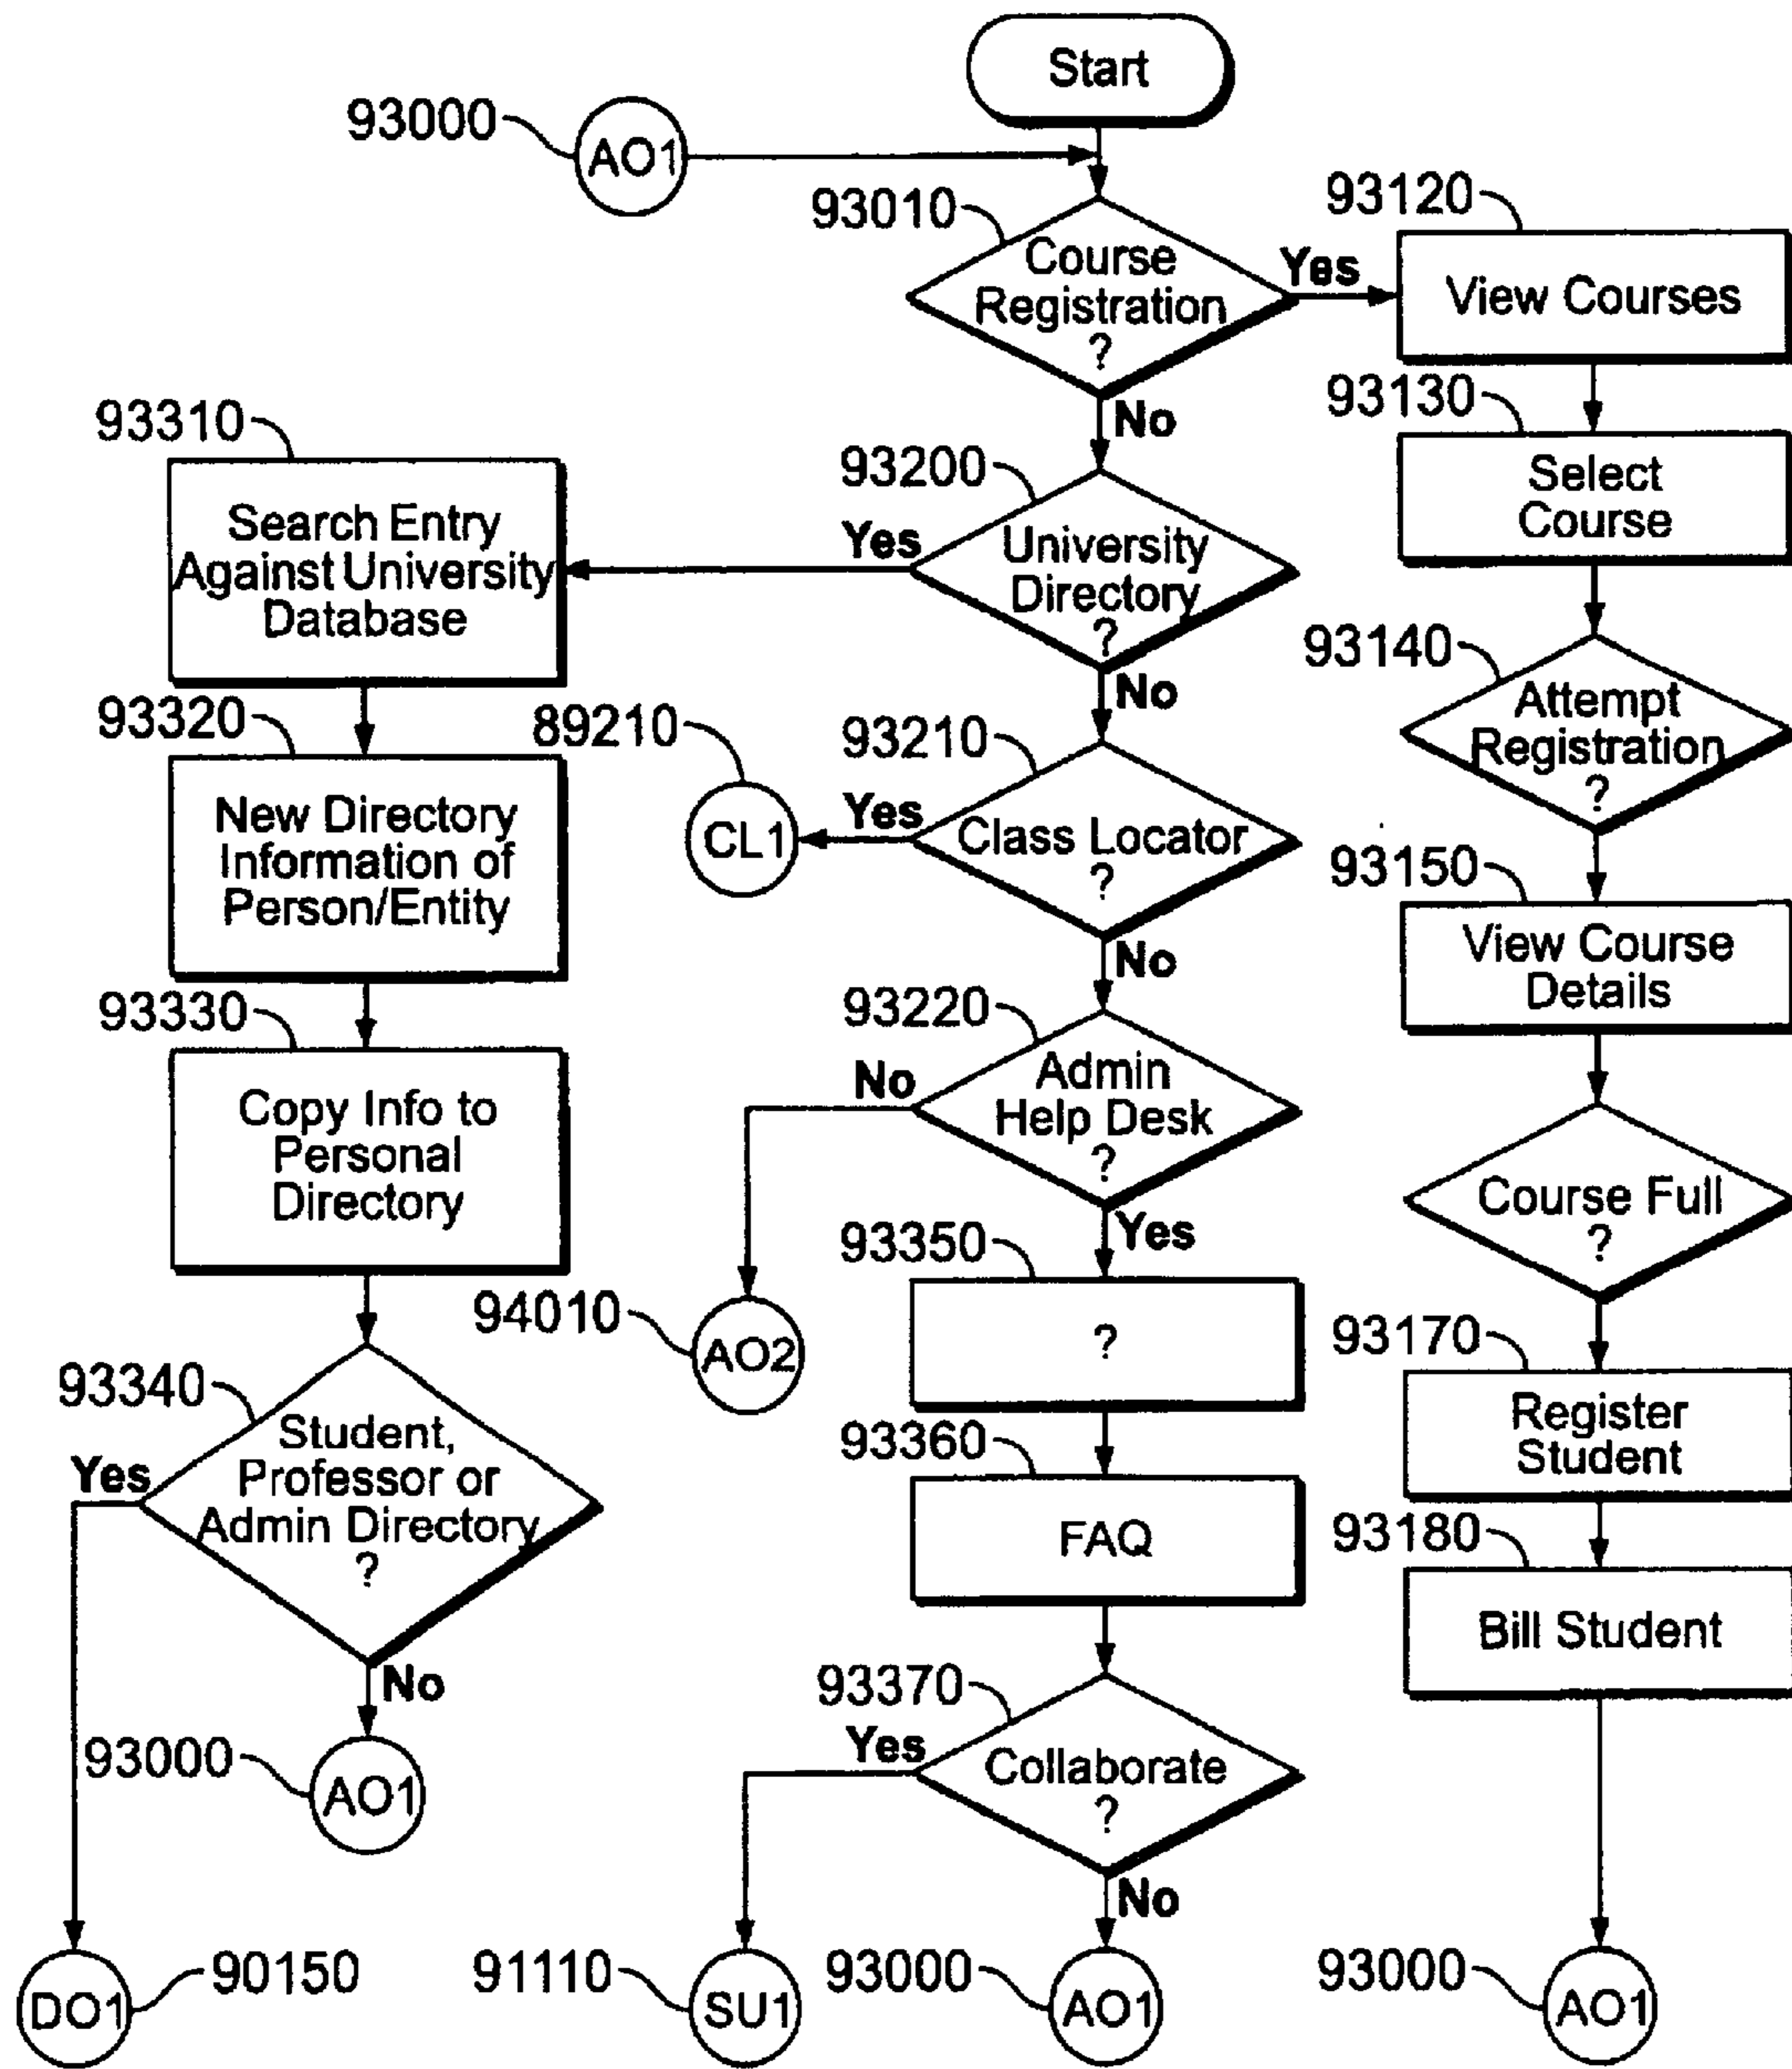 Start
93000
AO1
93010
Course
Registration
?
Yes
No
93120
View Courses
93130
Select
Course
93140
Attempt
Registration
?
93150
View Course
Details
Course Full
?
93170
Register
Student
93180
Bill Student
93000
AO1
93200
University
Directory
?
Yes
No
93310
Search Entry
Against University
Database
93320
New Directory
Information of
Person/Entity
93330
Copy Info to
Personal
Directory
93340
Student,
Professor or
Admin Directory
?
Yes
No
93000
AO1
DO1
90150
93210
Class Locator
?
Yes
No
89210
CL1
93220
Admin
Help Desk
?
No
Yes
94010
AO2
93350
?
93360
FAQ
93370
Collaborate
?
Yes
No
91110
SU1
93000
AO1